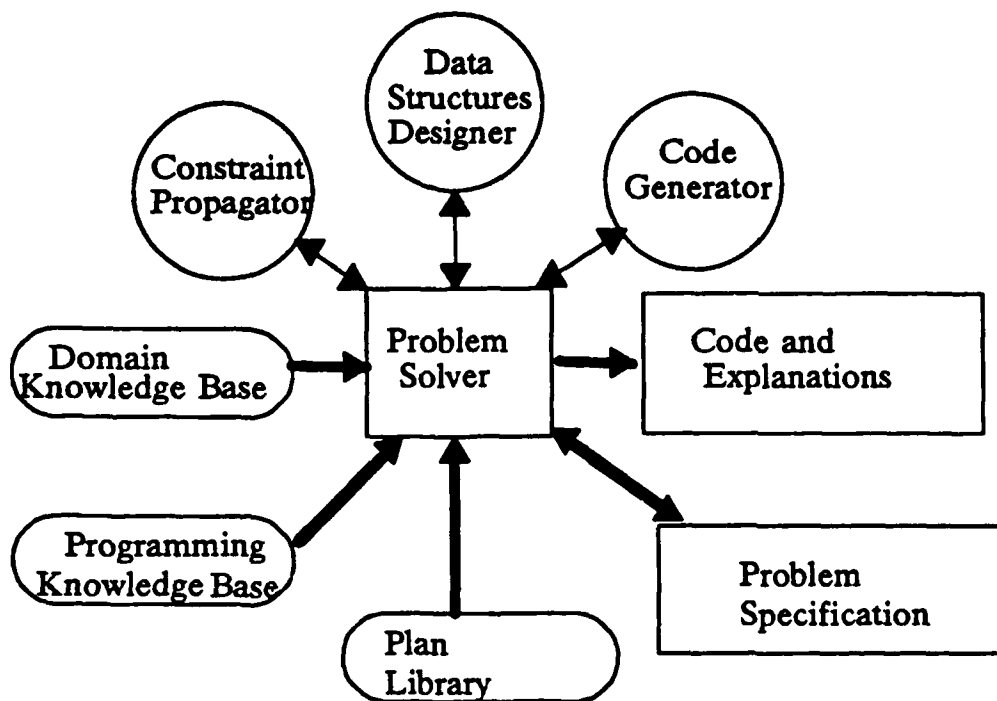 Data
Structures
Designer
Constraint
Propagator
Code
Generator
Domain
Knowledge Base
Problem
Solver
Code and
Explanations
Programming
Knowledge Base
Plan
Library
Problem
Specification